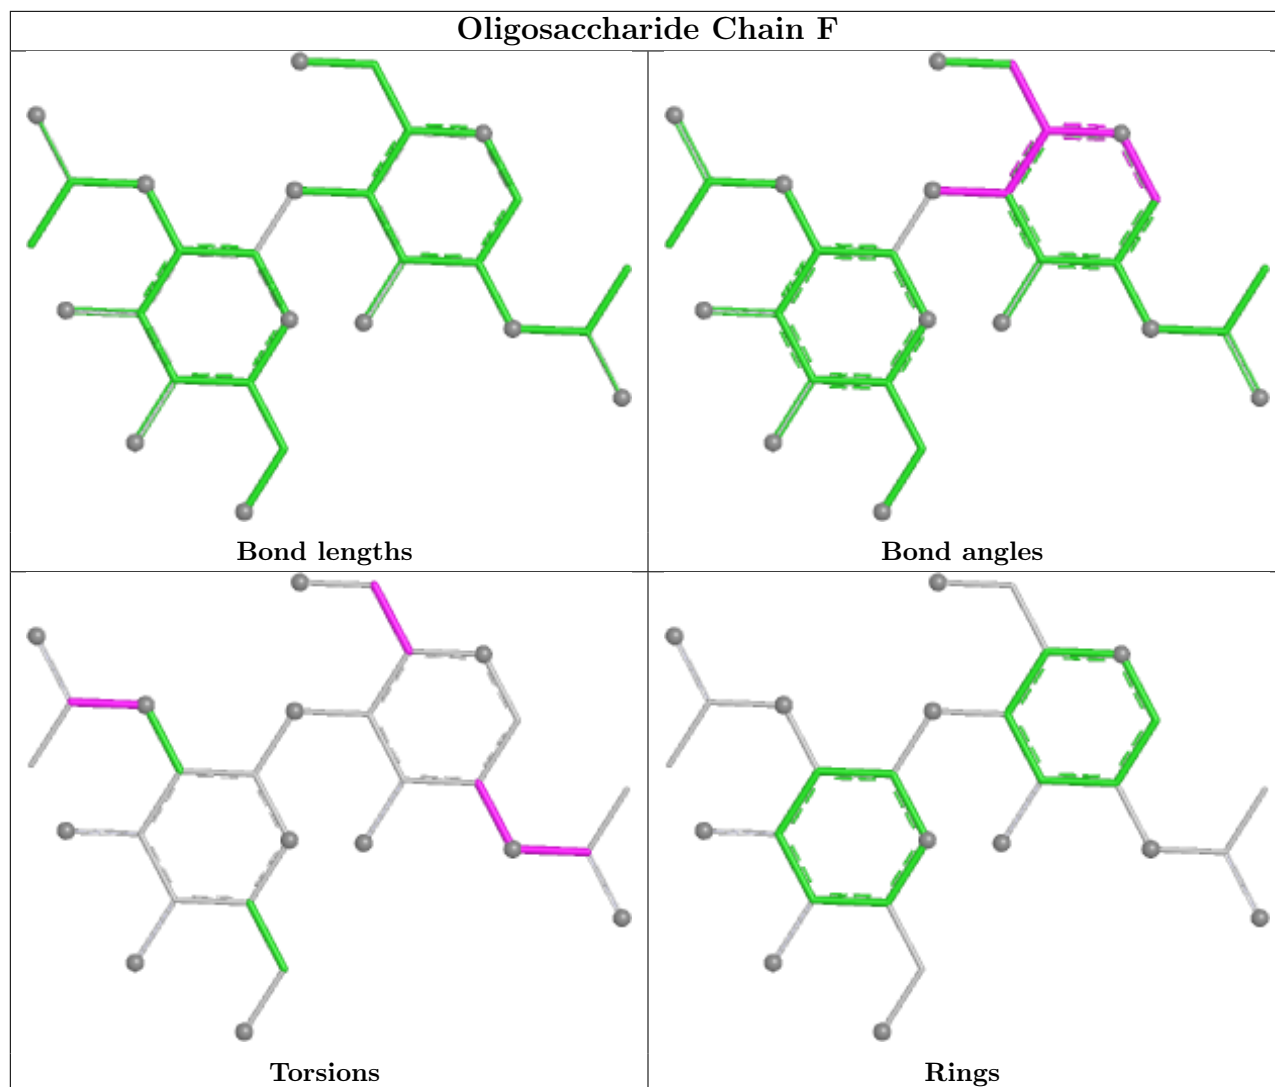 Oligosaccharide Chain F
Bond lengths
Bond angles
Torsions
Rings